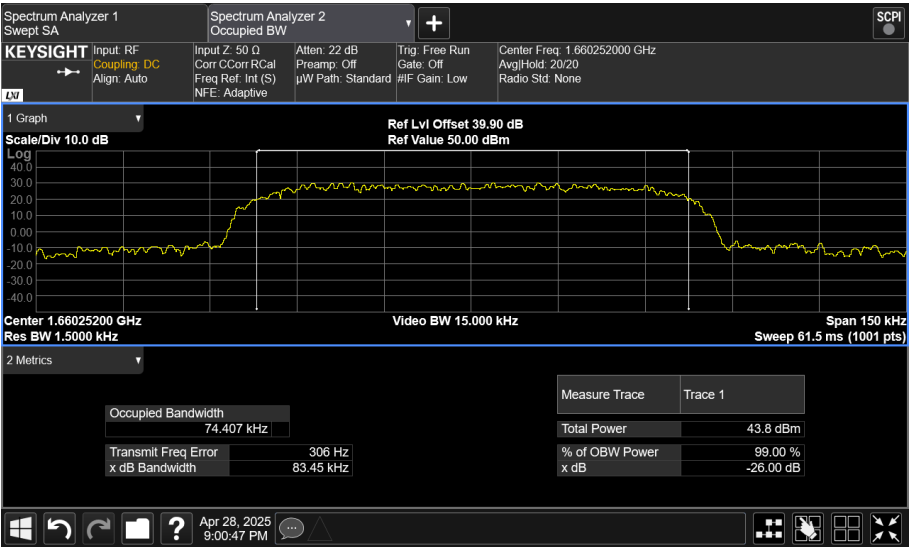 Spectrum Analyzer 1
Swept SA
Spectrum Analyzer 2
Occupied BW
▼
+
SCPI
KEYSIGHT
LXI
Input: RF
Coupling: DC
Align: Auto
Input Z: 50 Ω
Corr CCorr RCal
Freq Ref: Int (S)
NFE: Adaptive
Atten: 22 dB
Preamp: Off
µW Path: Standard
Trig: Free Run
Gate: Off
#IF Gain: Low
Center Freq: 1.660252000 GHz
Avg|Hold: 20/20
Radio Std: None
1 Graph ▼
Scale/Div 10.0 dB
Ref Lvl Offset 39.90 dB
Ref Value 50.00 dBm
Log
40.0
30.0
20.0
10.0
0.00
-10.0
-20.0
-30.0
-40.0
Center 1.66025200 GHz
Video BW 15.000 kHz
Span 150 kHz
Res BW 1.5000 kHz
Sweep 61.5 ms (1001 pts)
2 Metrics ▼
Occupied Bandwidth
74.407 kHz
Transmit Freq Error 306 Hz
x dB Bandwidth 83.45 kHz
Measure Trace Trace 1
Total Power 43.8 dBm
% of OBW Power 99.00 %
x dB -26.00 dB
?
Apr 28, 2025
9:00:47 PM